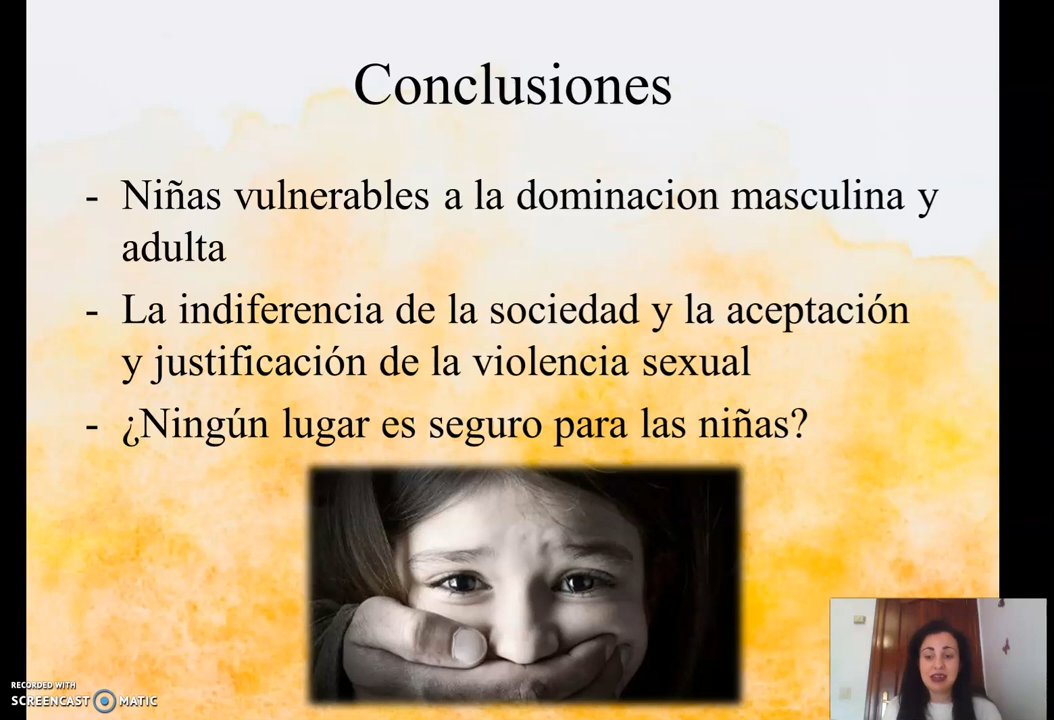 Conclusiones
- Niñas vulnerables a la dominacion masculina y
adulta
- La indiferencia de la sociedad y la aceptación
y justificación de la violencia sexual
- ¿Ningún lugar es seguro para las niñas?
RECORDED WITH
SCREENCAST MATIC